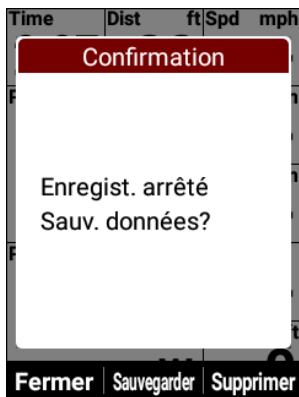 Time Dist ft Spd mph
Confirmation
Enregist. arrêté
Sauv. données?
Fermer Sauvegarder Supprimer